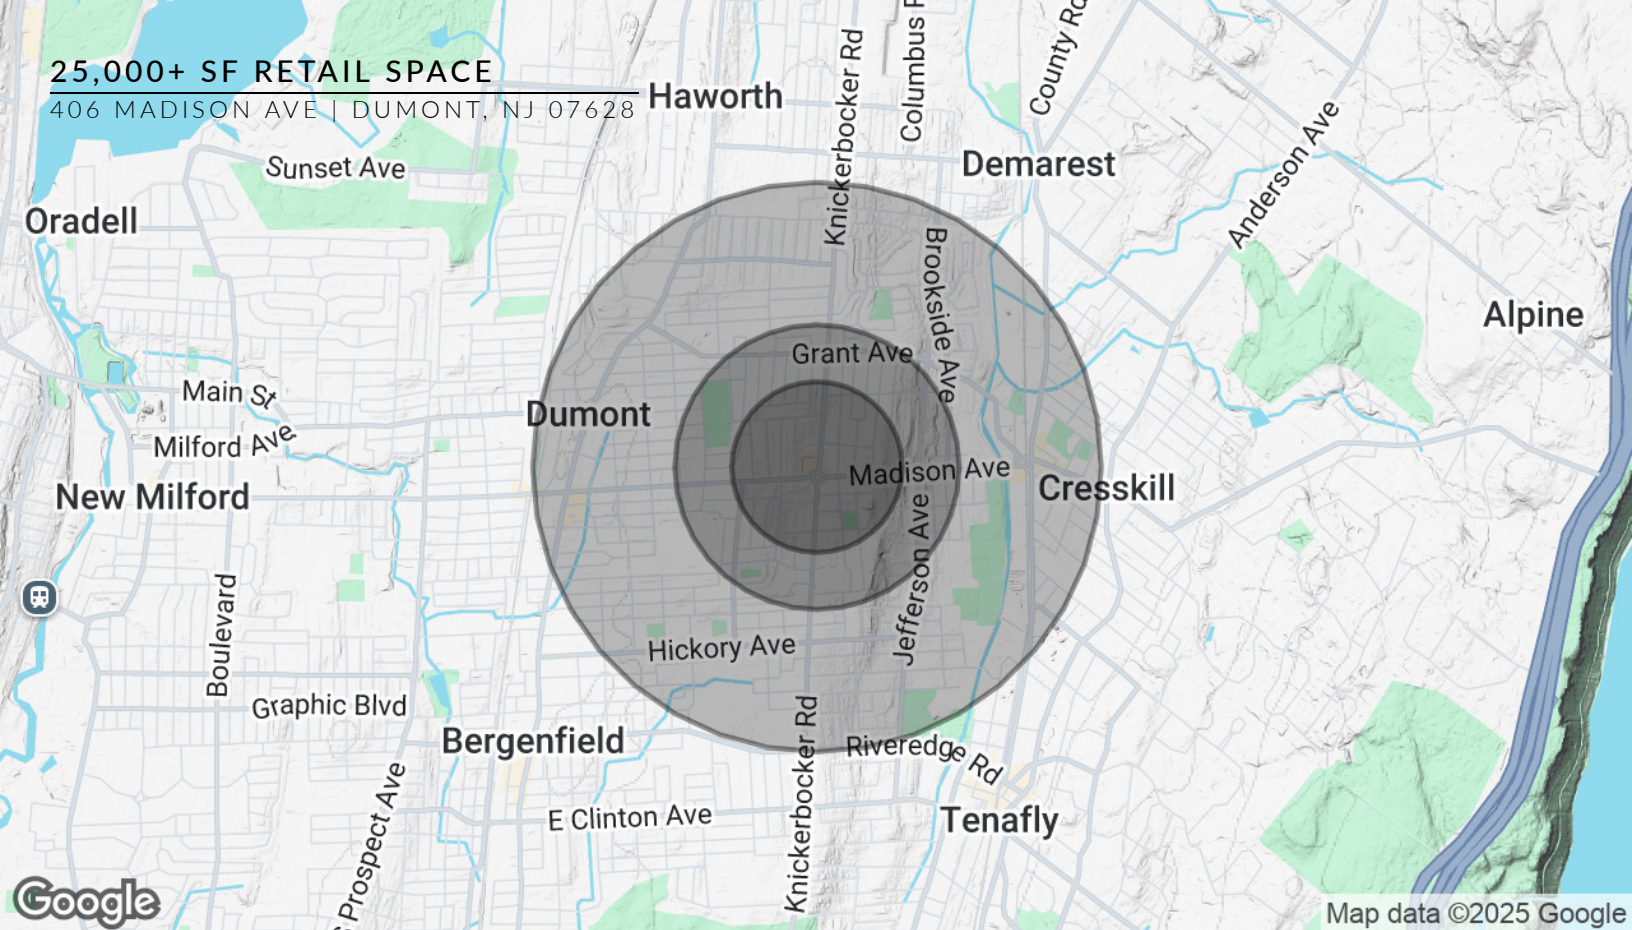 25,000+ SF RETAIL SPACE
406 MADISON AVE | DUMONT, NJ 07628
Haworth
Knickerbocker Rd
Columbus
County Rd
Demarest
Anderson Ave
Sunset Ave
Oradell
Brookside Ave
Alpine
Grant Ave
Main St
Dumont
Milford Ave
Madison Ave
Cresskill
New Milford
Jefferson Ave
Boulevard
Hickory Ave
Graphic Blvd
Bergenfield
Knickerbocker Rd
Riveredge Rd
E Clinton Ave
Tenafly
Prospect Ave
Google
Map data ©2025 Google